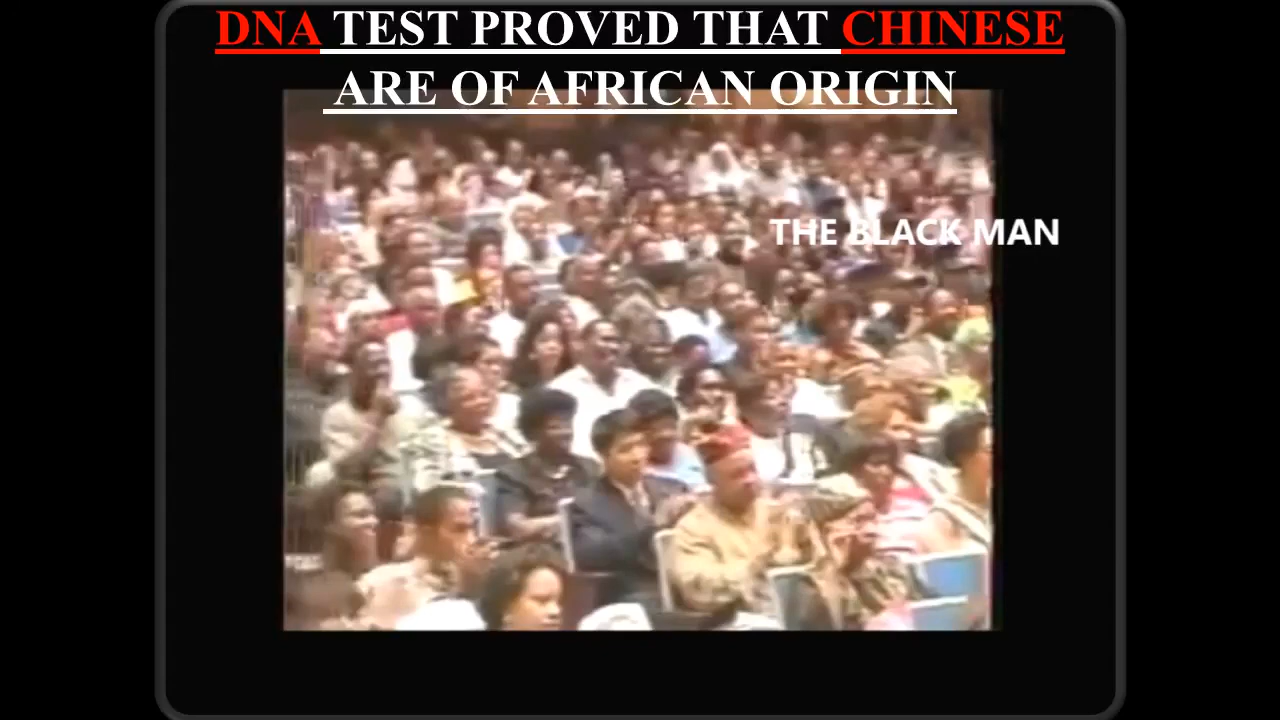 DNA TEST PROVED THAT CHINESE
ARE OF AFRICAN ORIGIN
THE BLACK MAN